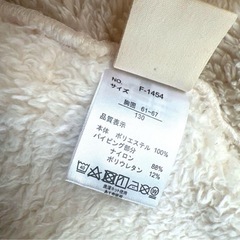 NO. F-1454
サイズ
胸囲 61-67
130
品質表示
本体 ポリエステル 100%
パイピング部分
ナイロン 88%
ポリウレタン 12%